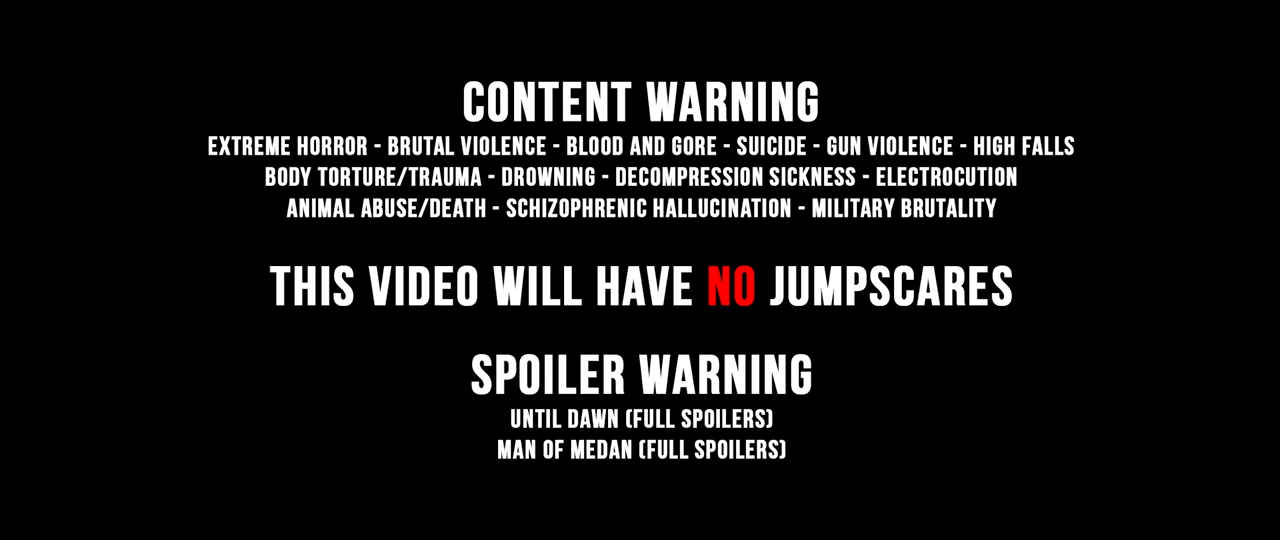 CONTENT WARNING
EXTREME HORROR - BRUTAL VIOLENCE - BLOOD AND GORE - SUICIDE - GUN VIOLENCE - HIGH FALLS
BODY TORTURE/TRAUMA - DROWNING - DECOMPRESSION SICKNESS - ELECTROCUTION
ANIMAL ABUSE/DEATH - SCHIZOPHRENIC HALLUCINATION - MILITARY BRUTALITY
THIS VIDEO WILL HAVE NO JUMPSCARES
SPOILER WARNING
UNTIL DAWN (FULL SPOILERS)
MAN OF MEDAN (FULL SPOILERS)